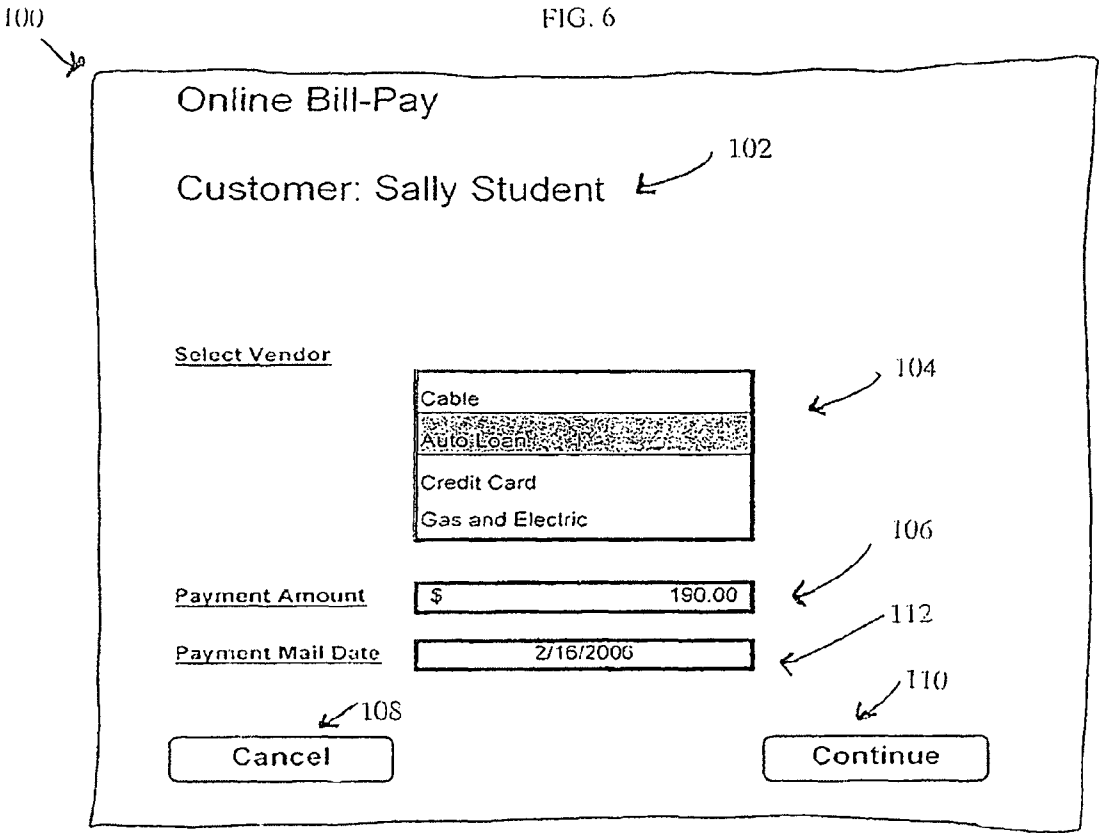 100
FIG. 6
Online Bill-Pay
102
Customer: Sally Student
Select Vendor
104
Cable
Auto Loan
Credit Card
Gas and Electric
106
Payment Amount $ 190.00
112
Payment Mail Date 2/16/2006
110
108
Cancel Continue